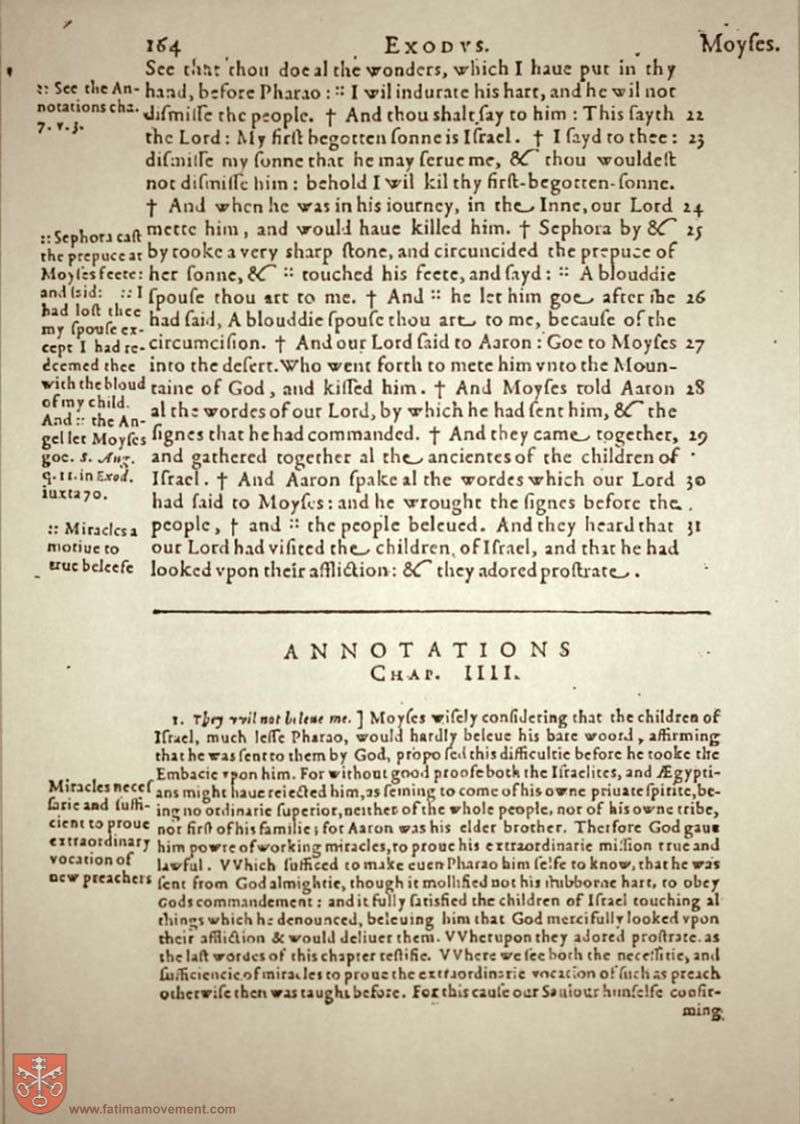 164 EXODVS. Moyſes.
See that thou doe al the wonders, which I haue put in thy
hand, before Pharao: :: I wil indurate his hart, and he wil not
diſmiſſe the people. † And thou shalt ſay to him: This ſayth 22
the Lord: My firſt begotten ſonne is Iſrael. † I ſayd to thee: 23
diſmiſſe my ſonne that he may ſerue me, & thou wouldeſt
not diſmiſſe him: behold I wil kil thy firſt-begotten-ſonne.
† And when he was in his iourney, in the Inne, our Lord 24
mette him, and would haue killed him. † Sephora by & 25
by tooke a very sharp ſtone, and circuncided the prepuce of
her ſonne, & :: touched his feete, and ſayd: :: A blouddie
ſpouſe thou art to me. † And :: he let him goe after ſhe 26
had ſaid, A blouddie ſpouſe thou art to me, becauſe of the
circumciſion. † And our Lord ſaid to Aaron: Goe to Moyſes 27
into the deſert. Who went forth to mete him vnto the Moun-
taine of God, and kiſſed him. † And Moyſes told Aaron 28
al the wordes of our Lord, by which he had ſent him, & the
ſignes that he had commanded. † And they came together, 29
and gathered together al the ancientes of the children of
Iſrael. † And Aaron ſpake al the wordes which our Lord 30
had ſaid to Moyſes: and he wrought the ſignes before the
people, † and :: the people beleued. And they heard that 31
our Lord had viſited the children of Iſrael, and that he had
looked vpon their affliction: & they adored proſtrate.
:: See the An-
notations cha.
7. v. 3.
:: Sephora caſt
the prepuce at
Moyſes feete:
and ſaid: :: I
had loſt thee
my ſpouſe ex-
cept I had re-
deemed thee
with the bloud
of my child.
And :: the An-
gel let Moyſes
goe. S. Aug.
q. 11. in Exod.
iuxta 70.
:: Miracles a
motiue to
true beleefe
ANNOTATIONS
CHAP. IIII.
1. They vvil not beleue me. ] Moyſes wiſely conſidering that the children of
Iſrael, much leſſe Pharao, would hardly beleue his bare woord, affirming
that he was ſent to them by God, propoſed this difficultie before he tooke the
Embacie vpon him. For without good proofe both the Iſraelites, and Ægypti-
ans might haue reiected him, as ſeming to come of his owne priuate ſpirite, be-
ing no ordinarie ſuperior, neither of the whole people, nor of his owne tribe,
nor firſt of his familie; for Aaron was his elder brother. Therfore God gaue
him powre of working miracles, to proue his extraordinarie miſſion true and
lawful. VVhich ſufficed to make euen Pharao him ſelfe to know, that he was
ſent from God almightie, though it mollified not his ſtubborne hart, to obey
Gods commandement: and it fully ſatisfied the children of Iſrael touching al
things which he denounced, beleuing him that God mercifully looked vpon
their affliction & would deliuer them. VVherupon they adored proſtrate. as
the laſt wordes of this chapter teſtifie. VVhere we ſee both the neceſſitie, and
ſufficiencie of miracles to proue the extraordinarie vocation of ſuch as preach
otherwiſe then was taught before. For this cauſe our Sauiour himſelfe confir-
ming
Miracles neceſ
ſarie and ſuffi-
cient to proue
extraordinary
vocation of
new preachers
www.fatimamovement.com